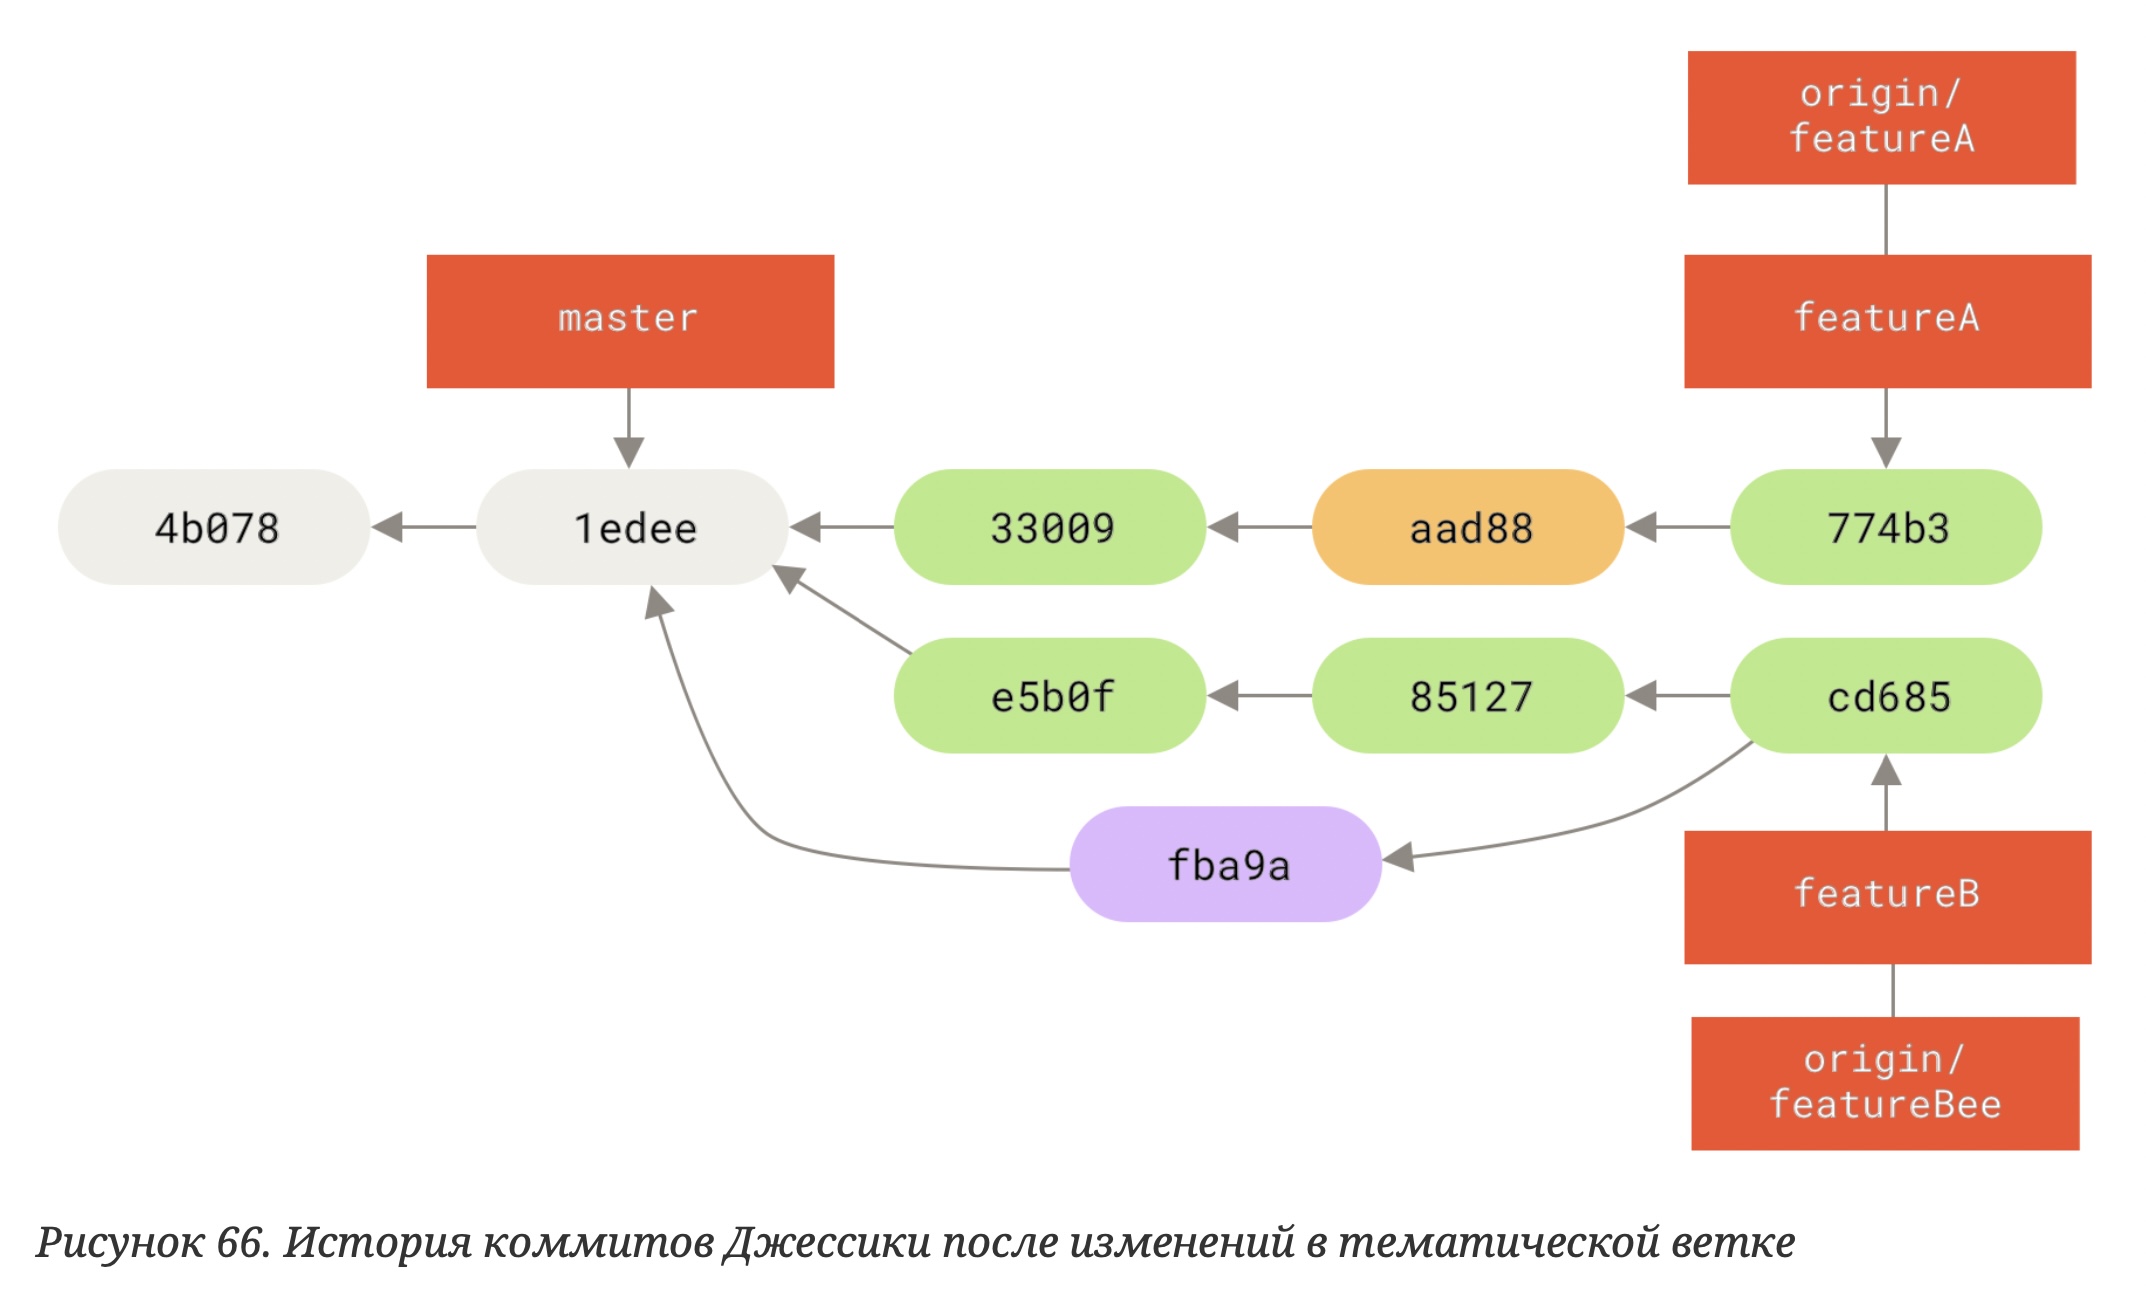 origin/
featureA
master
featureA
4b078
1edee
33009
aad88
774b3
e5b0f
85127
cd685
fba9a
featureB
origin/
featureBee
Рисунок 66. История коммитов Джессики после изменений в тематической ветке